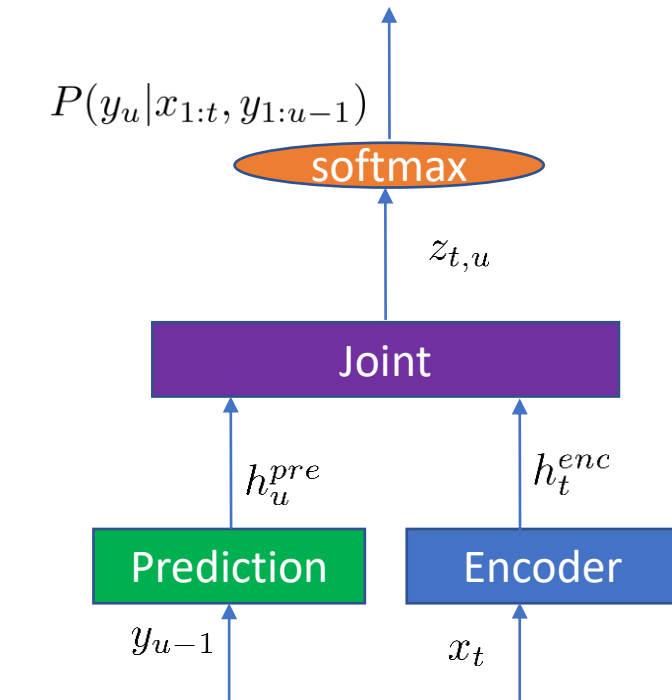 P(y_u|x_{1:t}, y_{1:u-1})
softmax
z_{t,u}
Joint
h_u^{pre}
h_t^{enc}
Prediction
Encoder
y_{u-1}
x_t